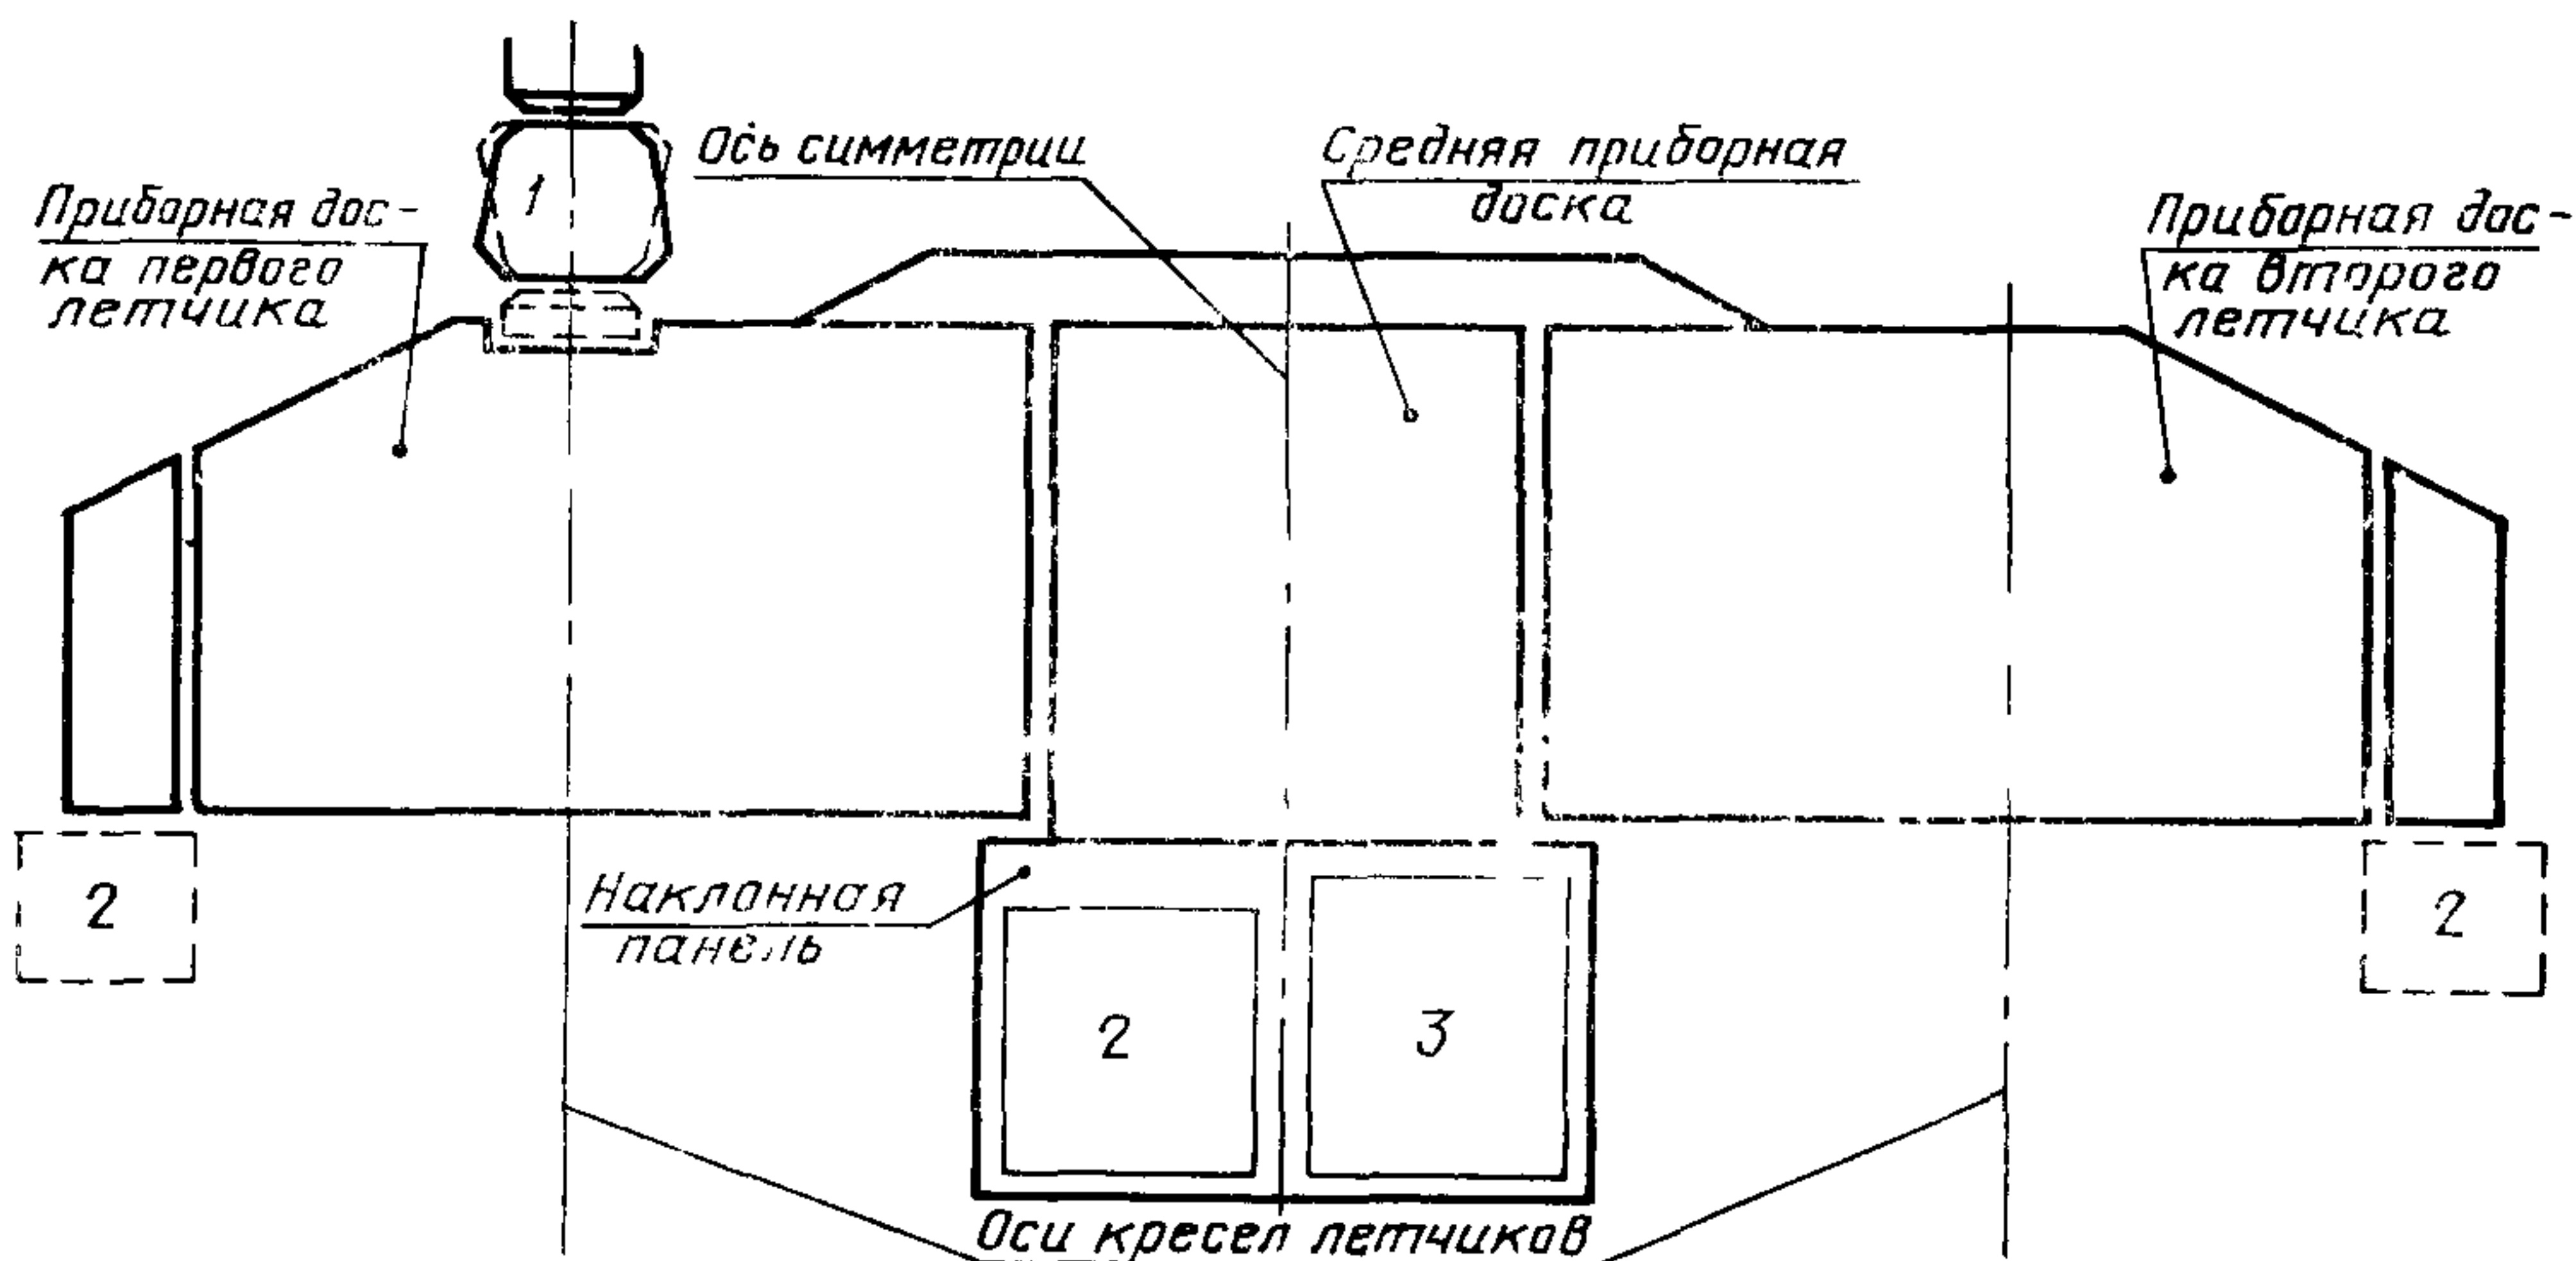 Ось симметрии
Средняя приборная
доска
Приборная дос-
ка первого
летчика
1
Приборная дос-
ка второго
летчика
2
Наклонная
панель
2
3
2
Оси кресел летчиков